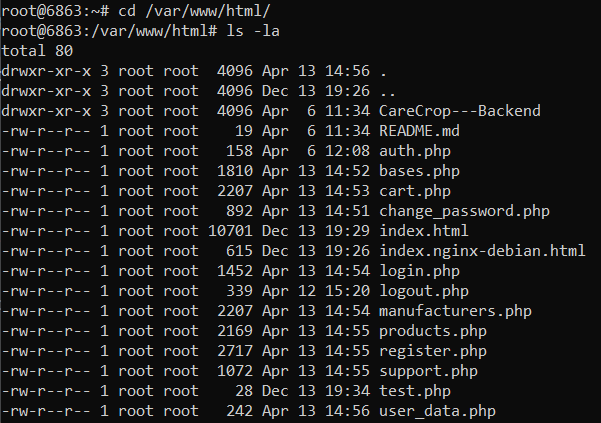 root@6863:~# cd /var/www/html/
root@6863:/var/www/html# ls -la
total 80
drwxr-xr-x 3 root root  4096 Apr 13 14:56 .
drwxr-xr-x 3 root root  4096 Dec 13 19:26 ..
drwxr-xr-x 3 root root  4096 Apr  6 11:34 CareCrop---Backend
-rw-r--r-- 1 root root    19 Apr  6 11:34 README.md
-rw-r--r-- 1 root root   158 Apr  6 12:08 auth.php
-rw-r--r-- 1 root root  1810 Apr 13 14:52 bases.php
-rw-r--r-- 1 root root  2207 Apr 13 14:53 cart.php
-rw-r--r-- 1 root root   892 Apr 13 14:51 change_password.php
-rw-r--r-- 1 root root 10701 Dec 13 19:29 index.html
-rw-r--r-- 1 root root   615 Dec 13 19:26 index.nginx-debian.html
-rw-r--r-- 1 root root  1452 Apr 13 14:54 login.php
-rw-r--r-- 1 root root   339 Apr 12 15:20 logout.php
-rw-r--r-- 1 root root  2207 Apr 13 14:54 manufacturers.php
-rw-r--r-- 1 root root  2169 Apr 13 14:55 products.php
-rw-r--r-- 1 root root  2717 Apr 13 14:55 register.php
-rw-r--r-- 1 root root  1072 Apr 13 14:55 support.php
-rw-r--r-- 1 root root    28 Dec 13 19:34 test.php
-rw-r--r-- 1 root root   242 Apr 13 14:56 user_data.php